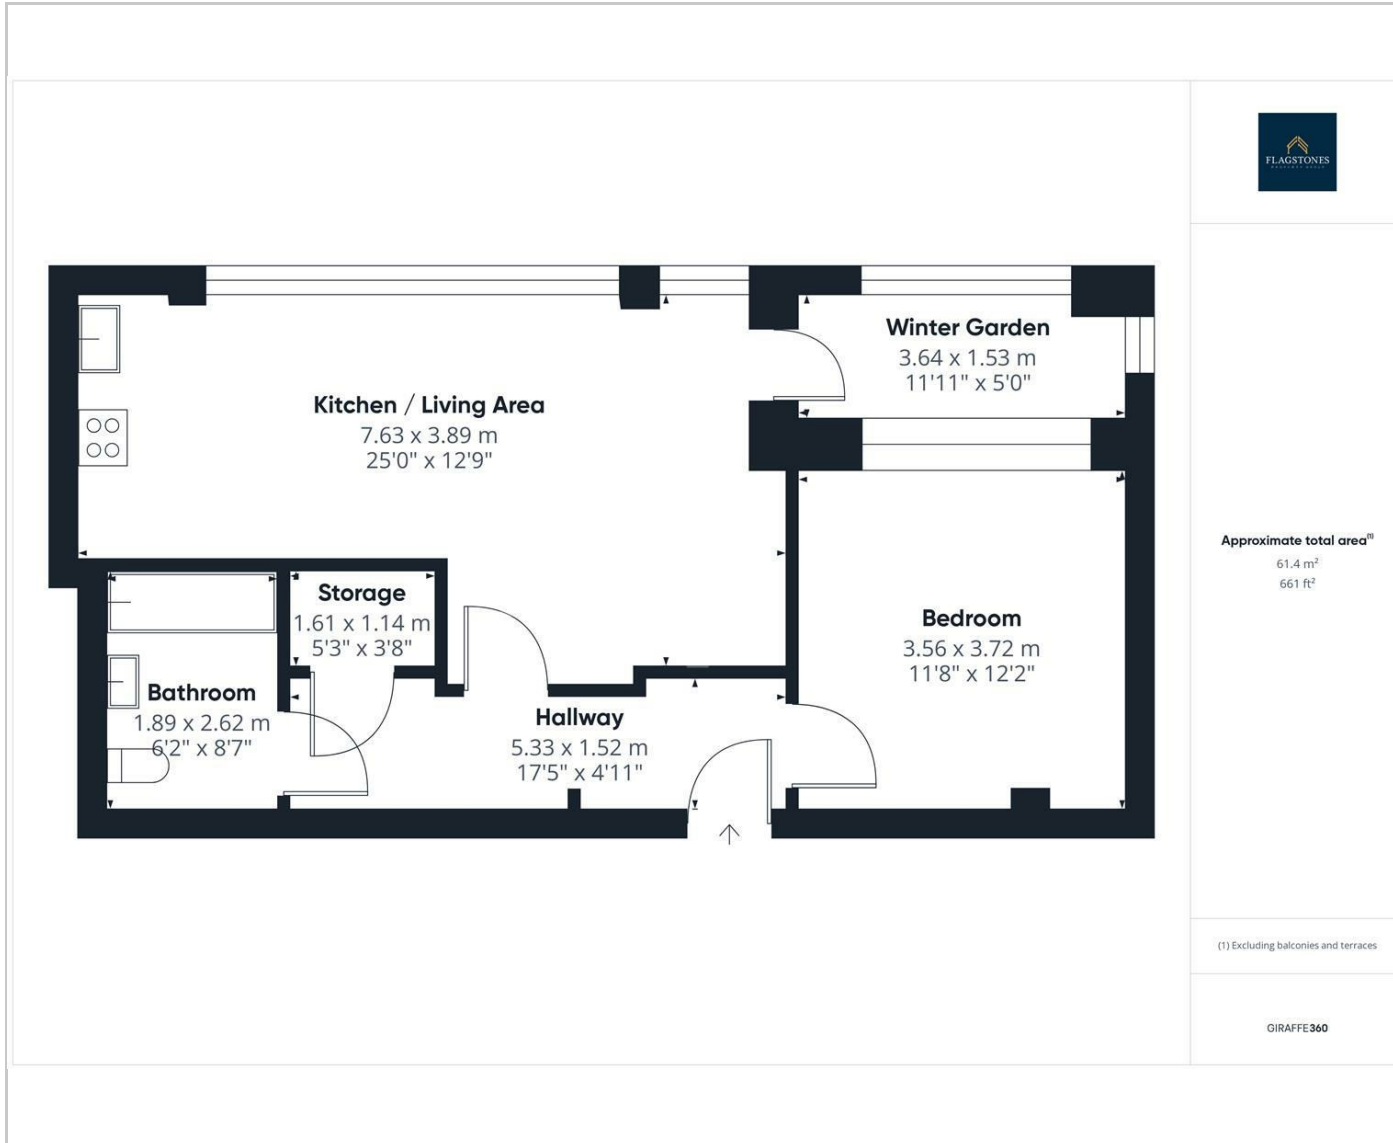 FLAGSTONES
Winter Garden
3.64 x 1.53 m
11'11" x 5'0"
Kitchen / Living Area
7.63 x 3.89 m
25'0" x 12'9"
Approximate total area(1)
61.4 m²
661 ft²
Storage
1.61 x 1.14 m
5'3" x 3'8"
Bedroom
3.56 x 3.72 m
11'8" x 12'2"
Bathroom
1.89 x 2.62 m
6'2" x 8'7"
Hallway
5.33 x 1.52 m
17'5" x 4'11"
(1) Excluding balconies and terraces
GIRAFFE360